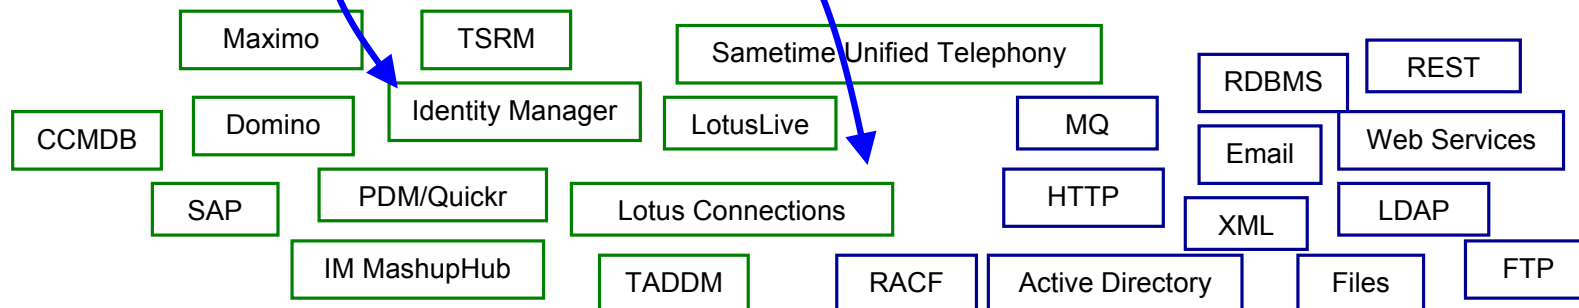 Maximo
TSRM
Sametime Unified Telephony
REST
RDBMS
CCMDB
Domino
Identity Manager
LotusLive
MQ
Email
Web Services
SAP
PDM/Quickr
Lotus Connections
HTTP
XML
LDAP
IM MashupHub
TADDM
RACF
Active Directory
Files
FTP